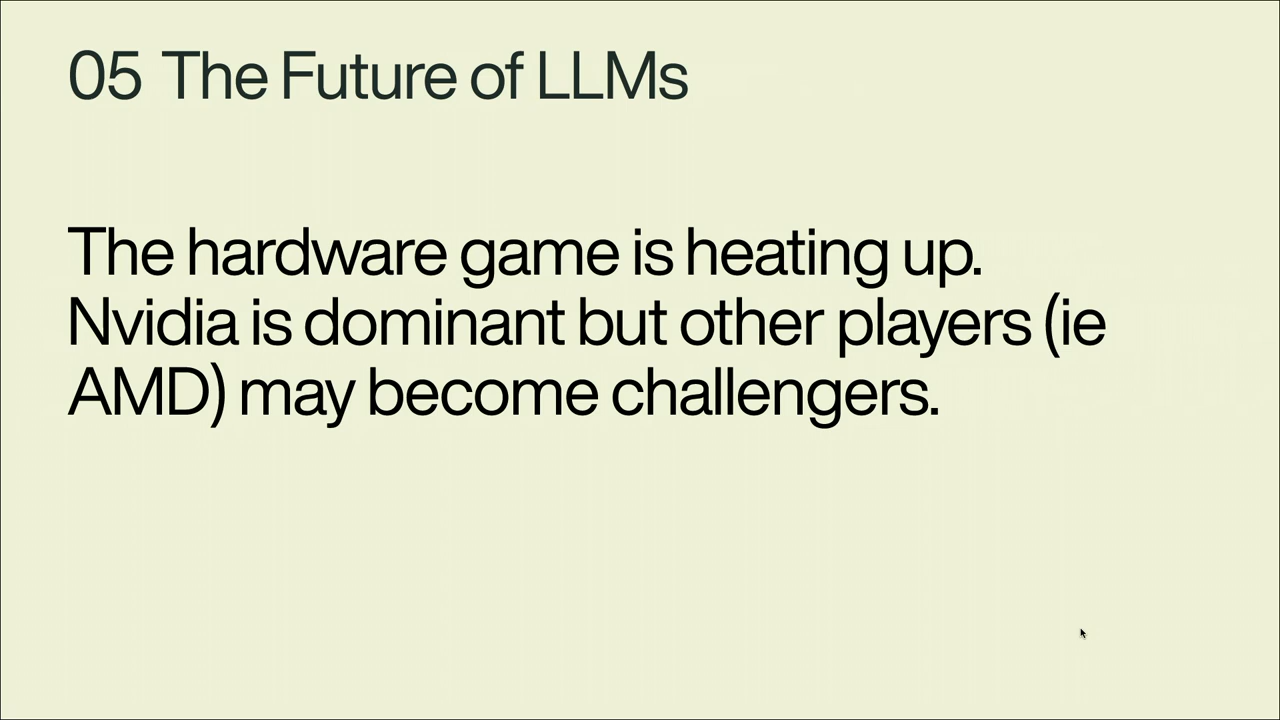 05 The Future of LLMs
The hardware game is heating up.
Nvidia is dominant but other players (ie
AMD) may become challengers.